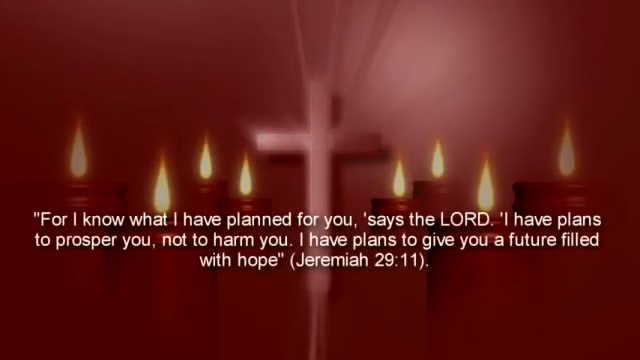 "For I know what I have planned for you, 'says the LORD. 'I have plans
to prosper you, not to harm you. I have plans to give you a future filled
with hope" (Jeremiah 29:11).